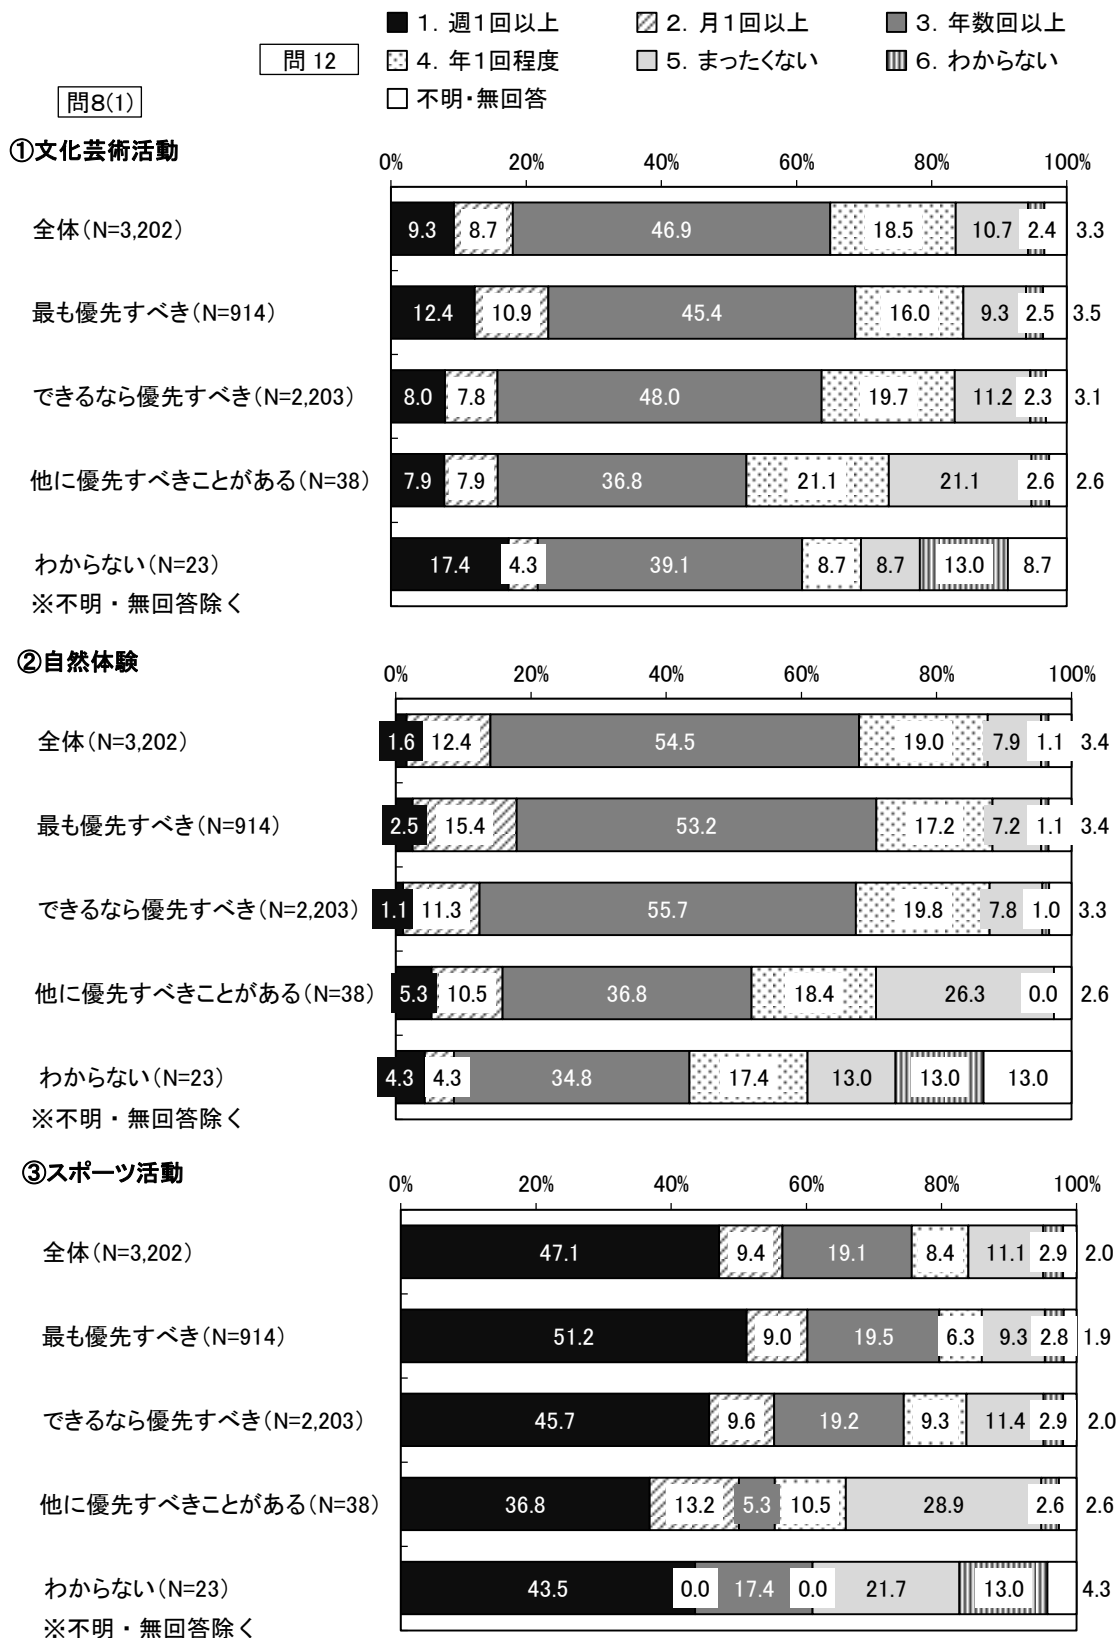 1．週1回以上 2．月1回以上 3．年数回以上
問 12 4．年1回程度 5．まったくない 6．わからない
問8(1) 不明・無回答
①文化芸術活動
0% 20% 40% 60% 80% 100%
全体(N=3,202) 9.3 8.7 46.9 18.5 10.7 2.4 3.3
最も優先すべき(N=914) 12.4 10.9 45.4 16.0 9.3 2.5 3.5
できるなら優先すべき(N=2,203) 8.0 7.8 48.0 19.7 11.2 2.3 3.1
他に優先すべきことがある(N=38) 7.9 7.9 36.8 21.1 21.1 2.6 2.6
わからない(N=23) 17.4 4.3 39.1 8.7 8.7 13.0 8.7
※不明・無回答除く
②自然体験
0% 20% 40% 60% 80% 100%
全体(N=3,202) 1.6 12.4 54.5 19.0 7.9 1.1 3.4
最も優先すべき(N=914) 2.5 15.4 53.2 17.2 7.2 1.1 3.4
できるなら優先すべき(N=2,203) 1.1 11.3 55.7 19.8 7.8 1.0 3.3
他に優先すべきことがある(N=38) 5.3 10.5 36.8 18.4 26.3 0.0 2.6
わからない(N=23) 4.3 4.3 34.8 17.4 13.0 13.0 13.0
※不明・無回答除く
③スポーツ活動
0% 20% 40% 60% 80% 100%
全体(N=3,202) 47.1 9.4 19.1 8.4 11.1 2.9 2.0
最も優先すべき(N=914) 51.2 9.0 19.5 6.3 9.3 2.8 1.9
できるなら優先すべき(N=2,203) 45.7 9.6 19.2 9.3 11.4 2.9 2.0
他に優先すべきことがある(N=38) 36.8 13.2 5.3 10.5 28.9 2.6 2.6
わからない(N=23) 43.5 0.0 17.4 0.0 21.7 13.0 4.3
※不明・無回答除く